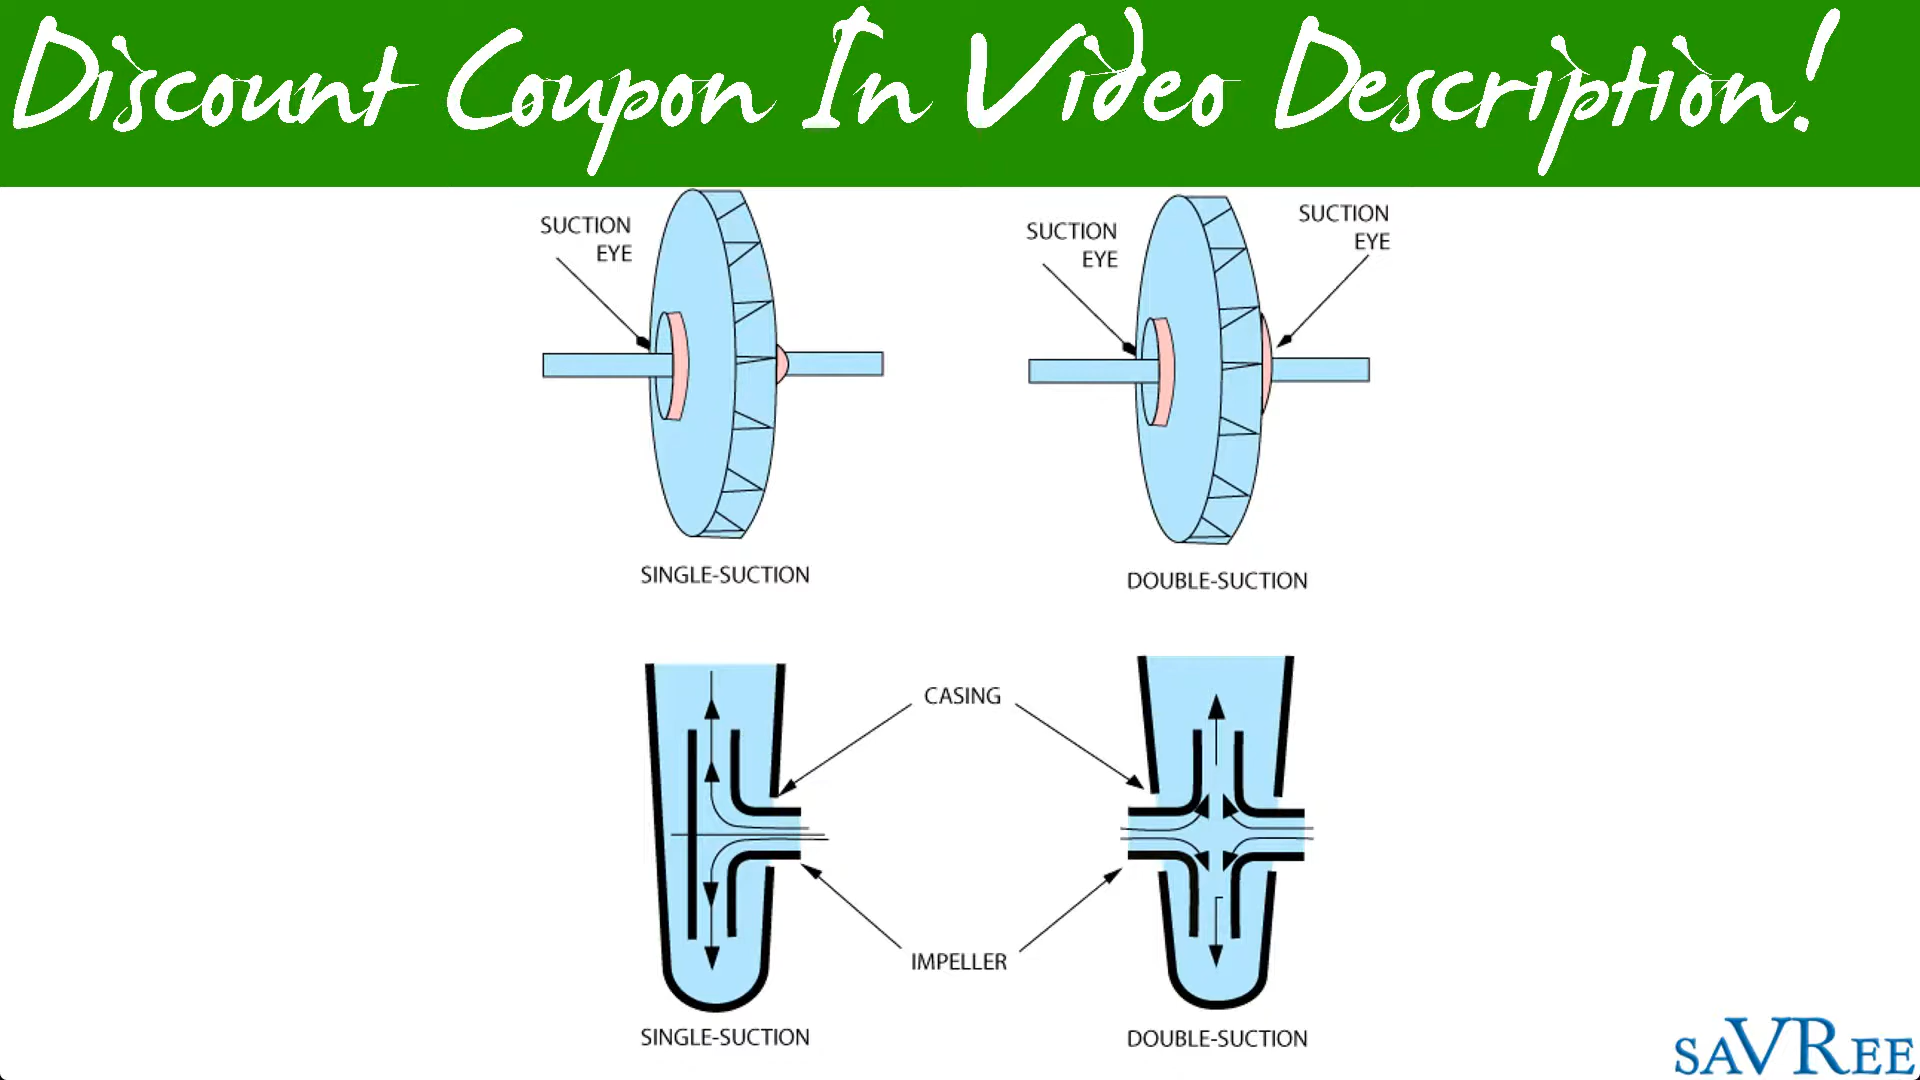 Discount Coupon In Video Description!
SUCTION
EYE
SUCTION
EYE
SUCTION
EYE
SINGLE-SUCTION
DOUBLE-SUCTION
CASING
IMPELLER
SINGLE-SUCTION
DOUBLE-SUCTION
saVRee